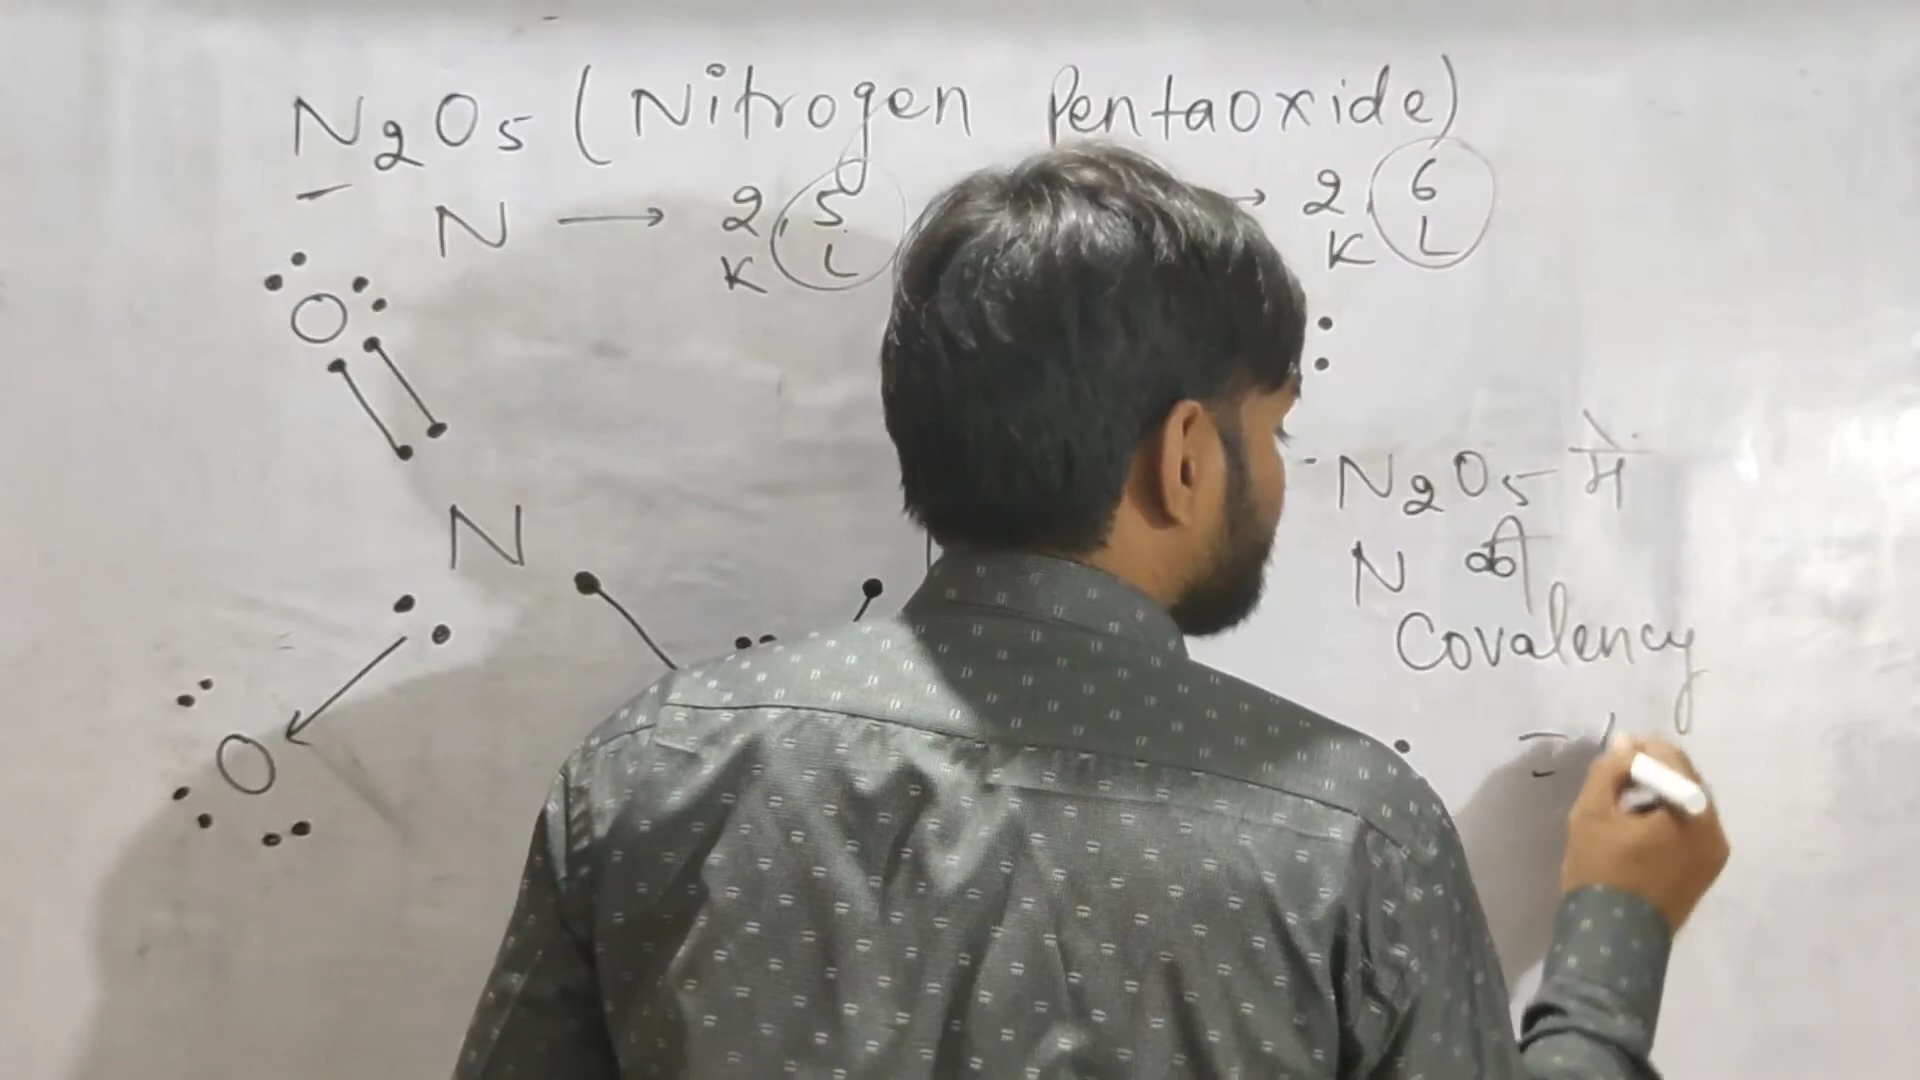 N2O5 (Nitrogen Pentaoxide)
N → 2, 5
K L
→ 2, 6
K L
O
N
O
N2O5 में
N की
Covalency
=